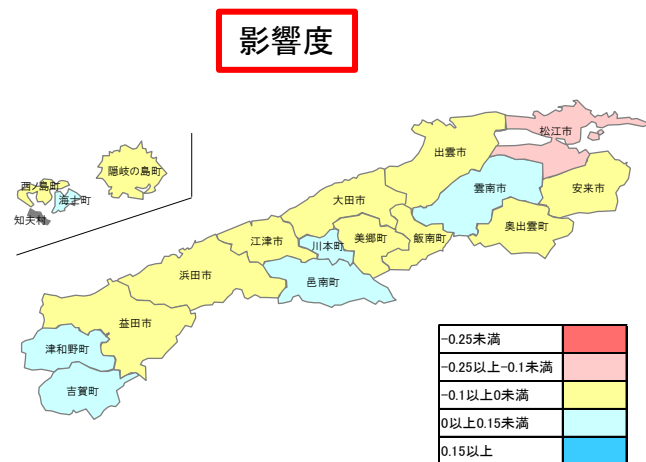 影響度
松江市
出雲市
隠岐の島町
西ノ島町
海士町
知夫村
雲南市
安来市
大田市
奥出雲町
飯南町
美郷町
川本町
江津市
邑南町
浜田市
益田市
津和野町
吉賀町
-0.25未満
-0.25以上-0.1未満
-0.1以上0未満
0以上0.15未満
0.15以上